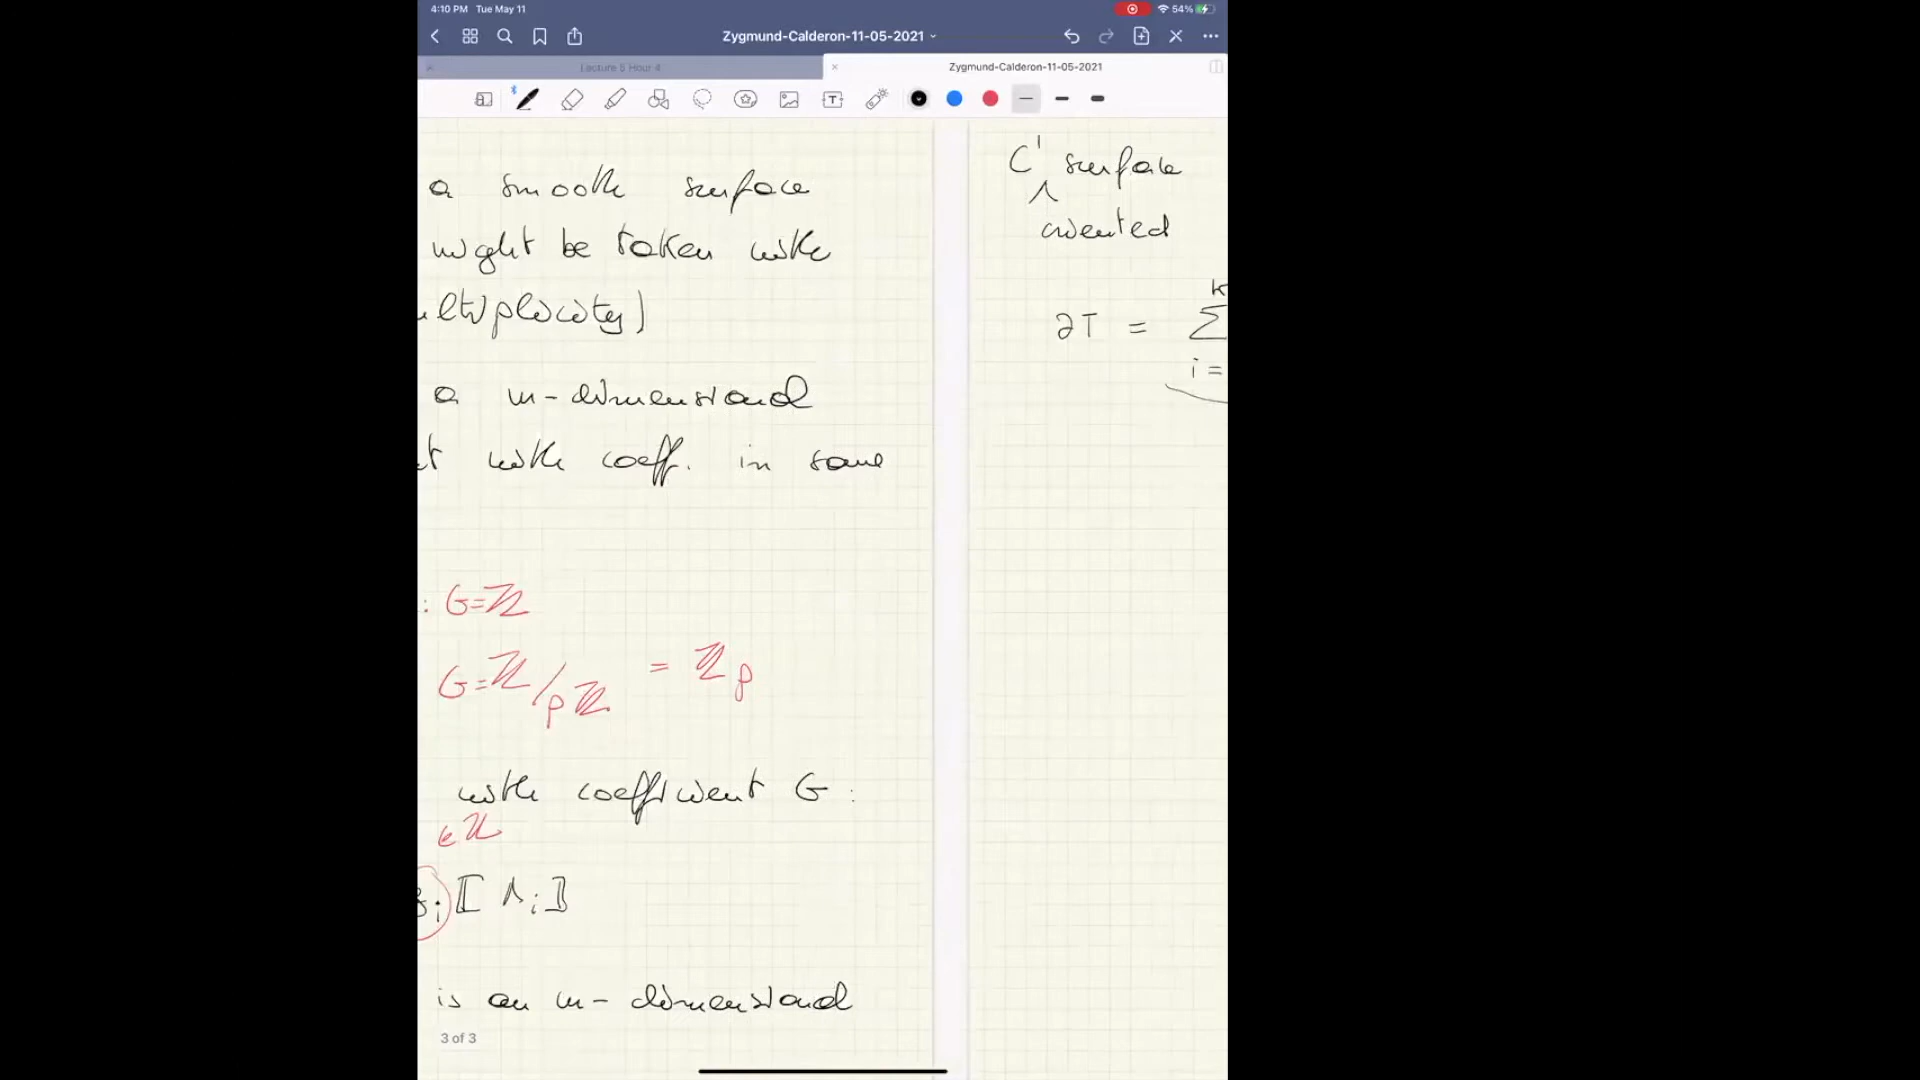 4:10 PM Tue May 11
54%
Zygmund-Calderon-11-05-2021
Lecture 5 Hour 4
Zygmund-Calderon-11-05-2021
a smooth surface
might be taken with
ultiplicity)
a m-dimensional
t with coeff. in some
: G=ℤ
G=ℤ/pℤ = ℤp
with coefficient G:
∈ℤ
gi⟦Λi⟧
is an m-dimensional
3 of 3
C¹ surface
^
oriented
∂T = k Σ i=